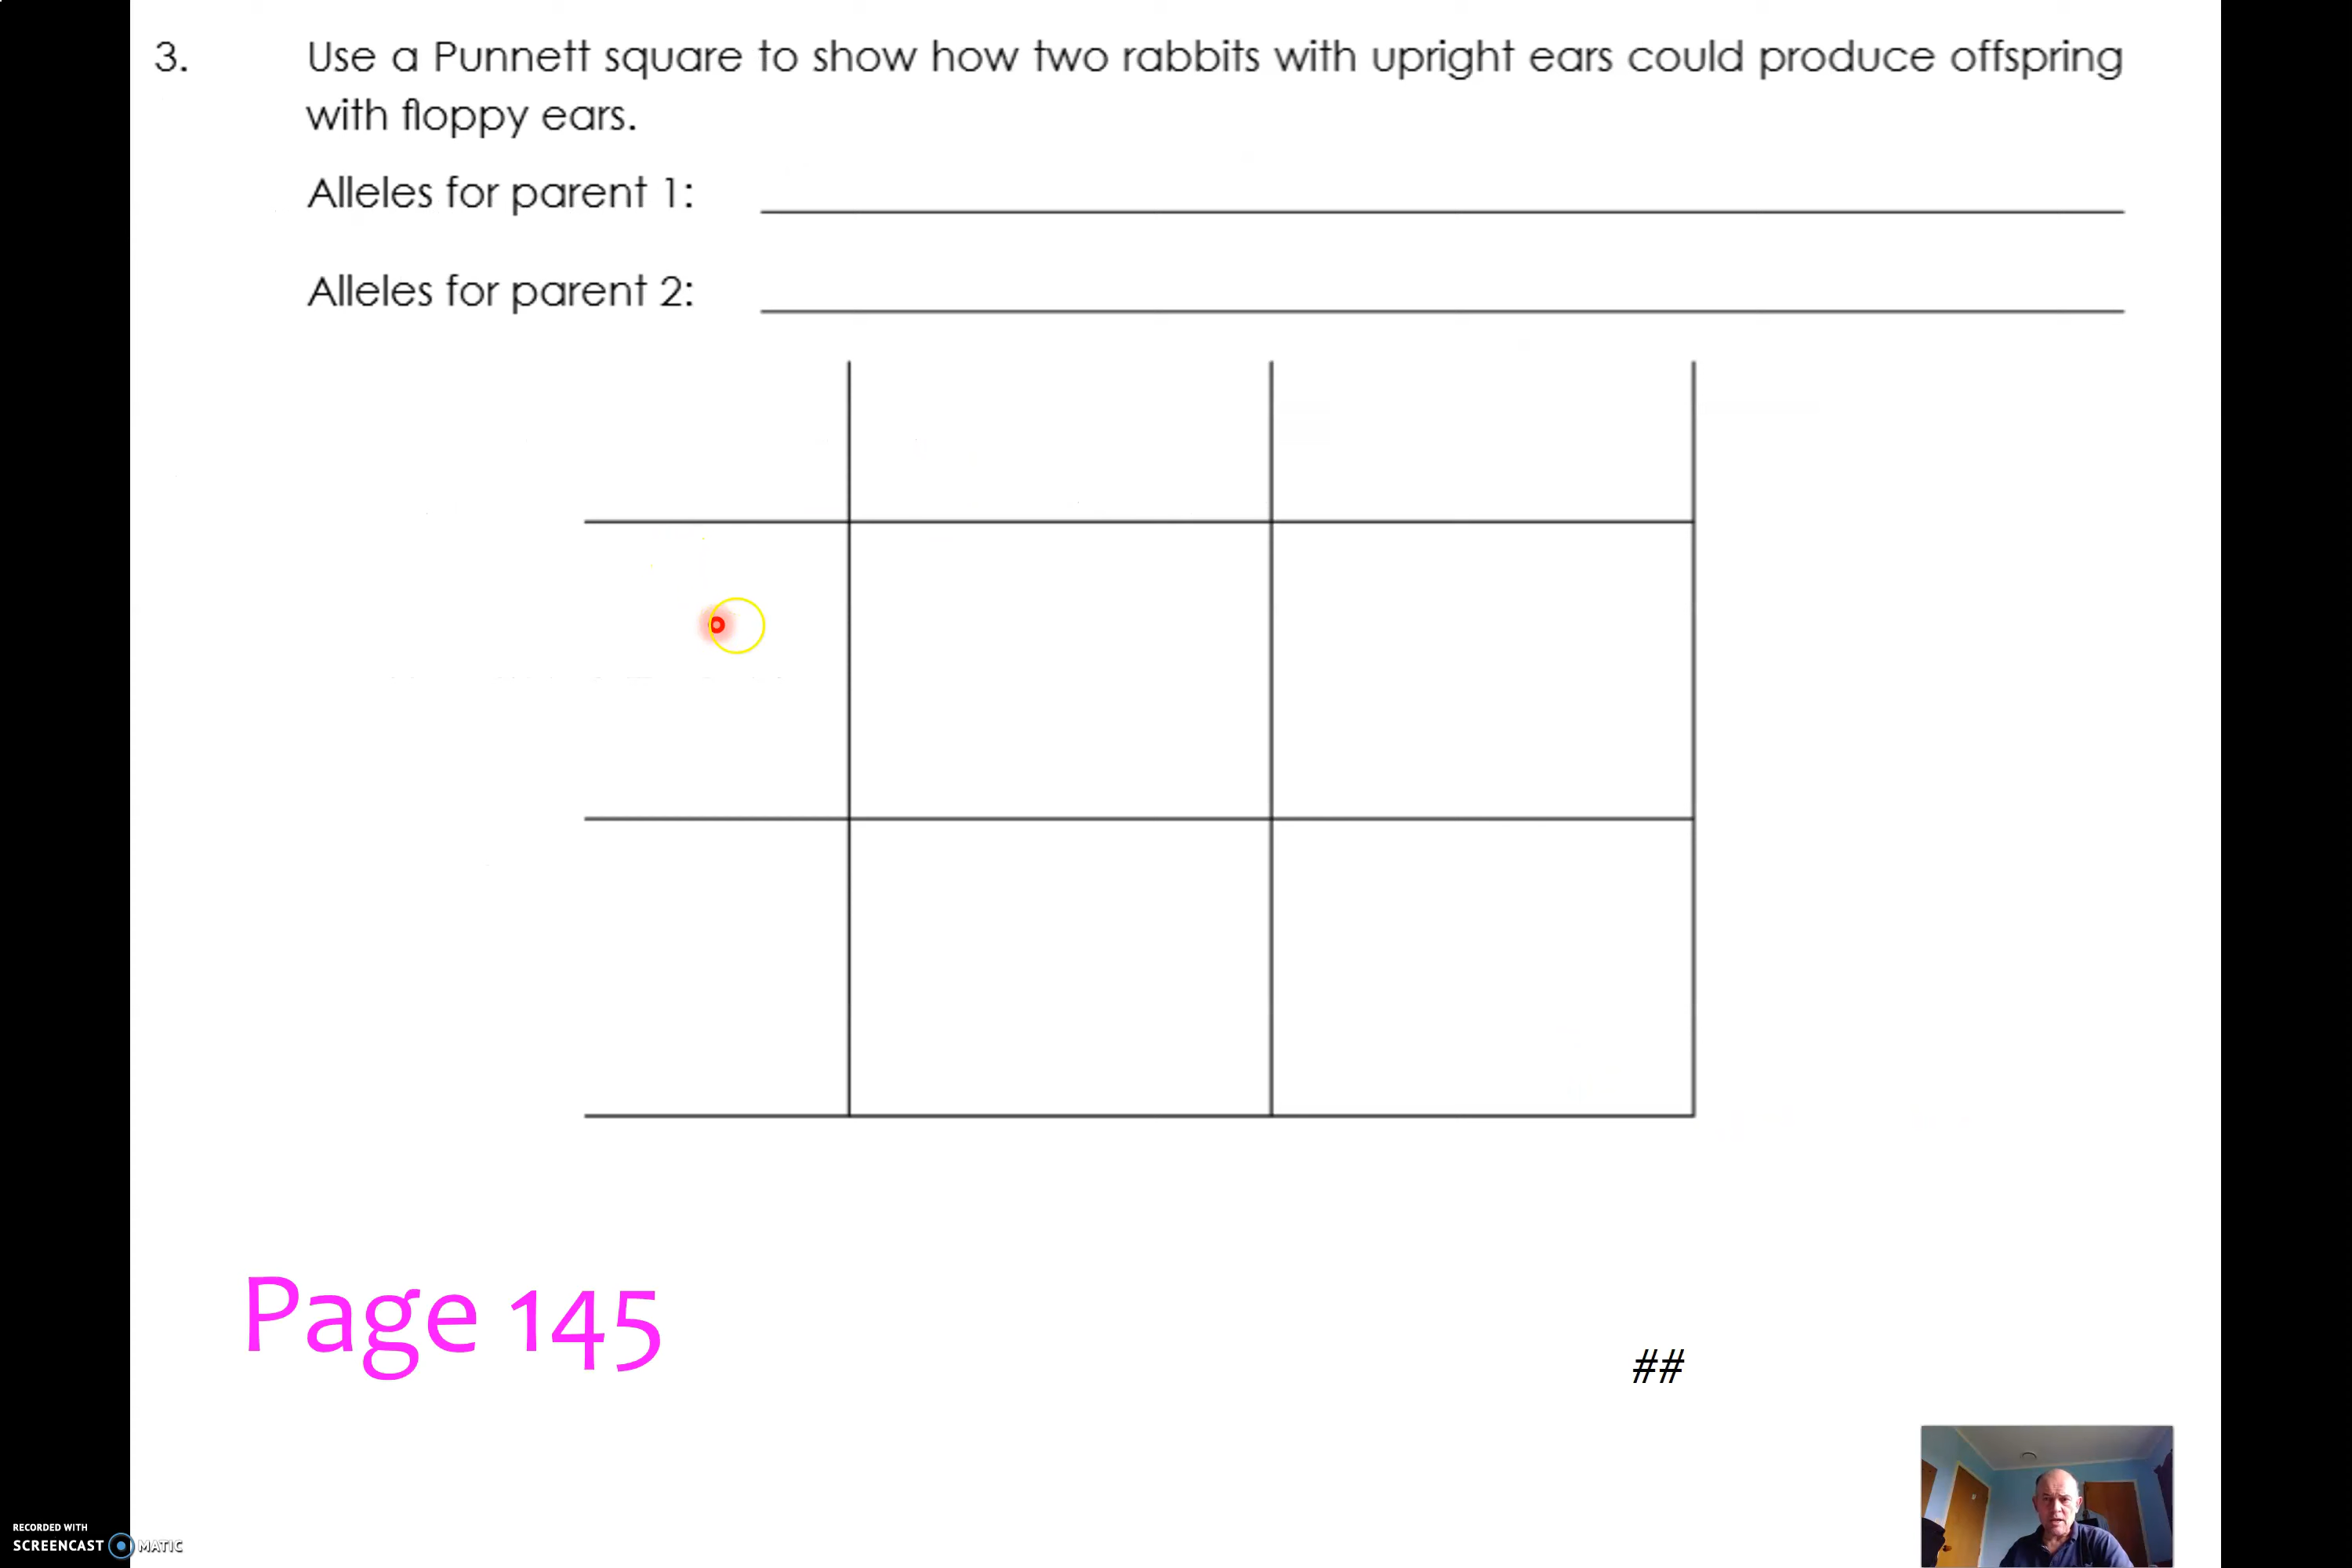 3. Use a Punnett square to show how two rabbits with upright ears could produce offspring
with floppy ears.
Alleles for parent 1:
Alleles for parent 2:
Page 145
##
RECORDED WITH
SCREENCAST MATIC